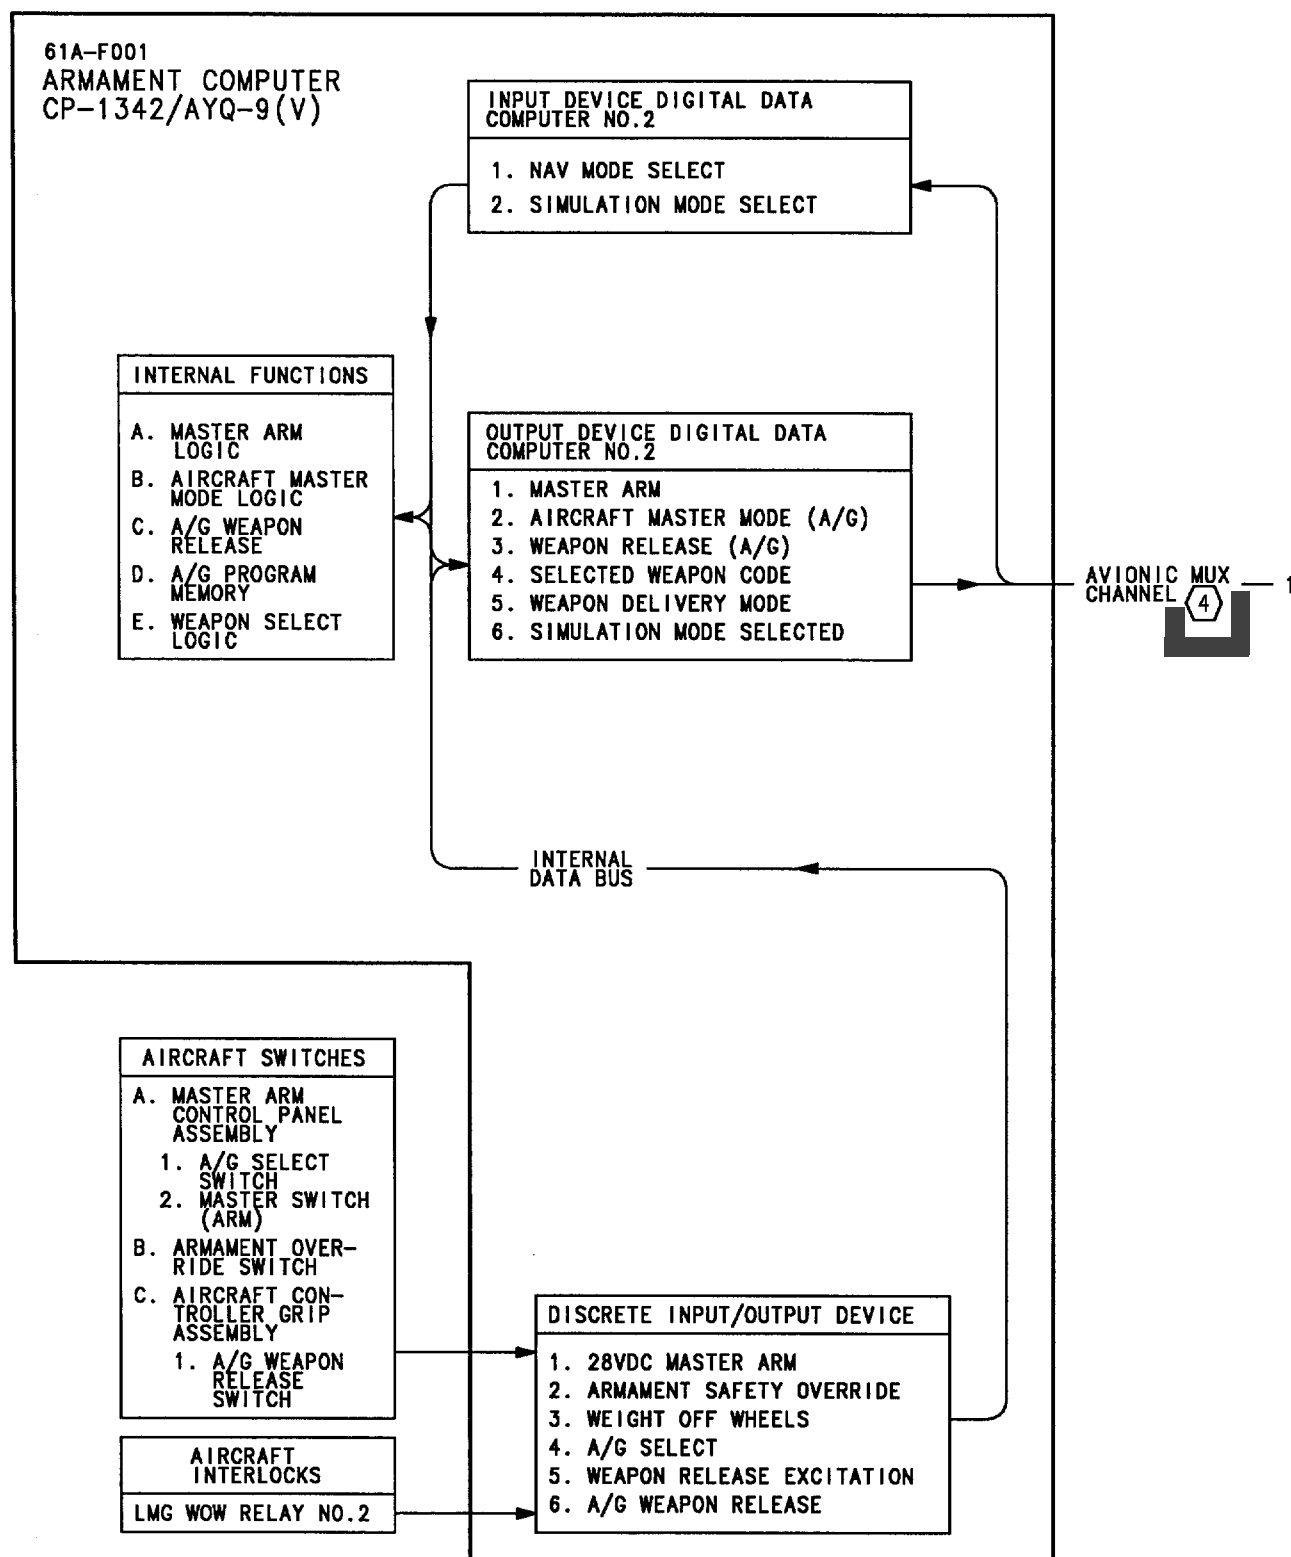 61A-F001
ARMAMENT COMPUTER
CP-1342/AYQ-9(V)
INPUT DEVICE DIGITAL DATA
COMPUTER NO.2
1. NAV MODE SELECT
2. SIMULATION MODE SELECT
INTERNAL FUNCTIONS
A. MASTER ARM
LOGIC
B. AIRCRAFT MASTER
MODE LOGIC
C. A/G WEAPON
RELEASE
D. A/G PROGRAM
MEMORY
E. WEAPON SELECT
LOGIC
OUTPUT DEVICE DIGITAL DATA
COMPUTER NO.2
1. MASTER ARM
2. AIRCRAFT MASTER MODE (A/G)
3. WEAPON RELEASE (A/G)
4. SELECTED WEAPON CODE
5. WEAPON DELIVERY MODE
6. SIMULATION MODE SELECTED
AVIONIC MUX
CHANNEL 4
1
INTERNAL
DATA BUS
AIRCRAFT SWITCHES
A. MASTER ARM
CONTROL PANEL
ASSEMBLY
1. A/G SELECT
SWITCH
2. MASTER SWITCH
(ARM)
B. ARMAMENT OVER-
RIDE SWITCH
C. AIRCRAFT CON-
TROLLER GRIP
ASSEMBLY
1. A/G WEAPON
RELEASE
SWITCH
AIRCRAFT
INTERLOCKS
LMG WOW RELAY NO.2
DISCRETE INPUT/OUTPUT DEVICE
1. 28VDC MASTER ARM
2. ARMAMENT SAFETY OVERRIDE
3. WEIGHT OFF WHEELS
4. A/G SELECT
5. WEAPON RELEASE EXCITATION
6. A/G WEAPON RELEASE